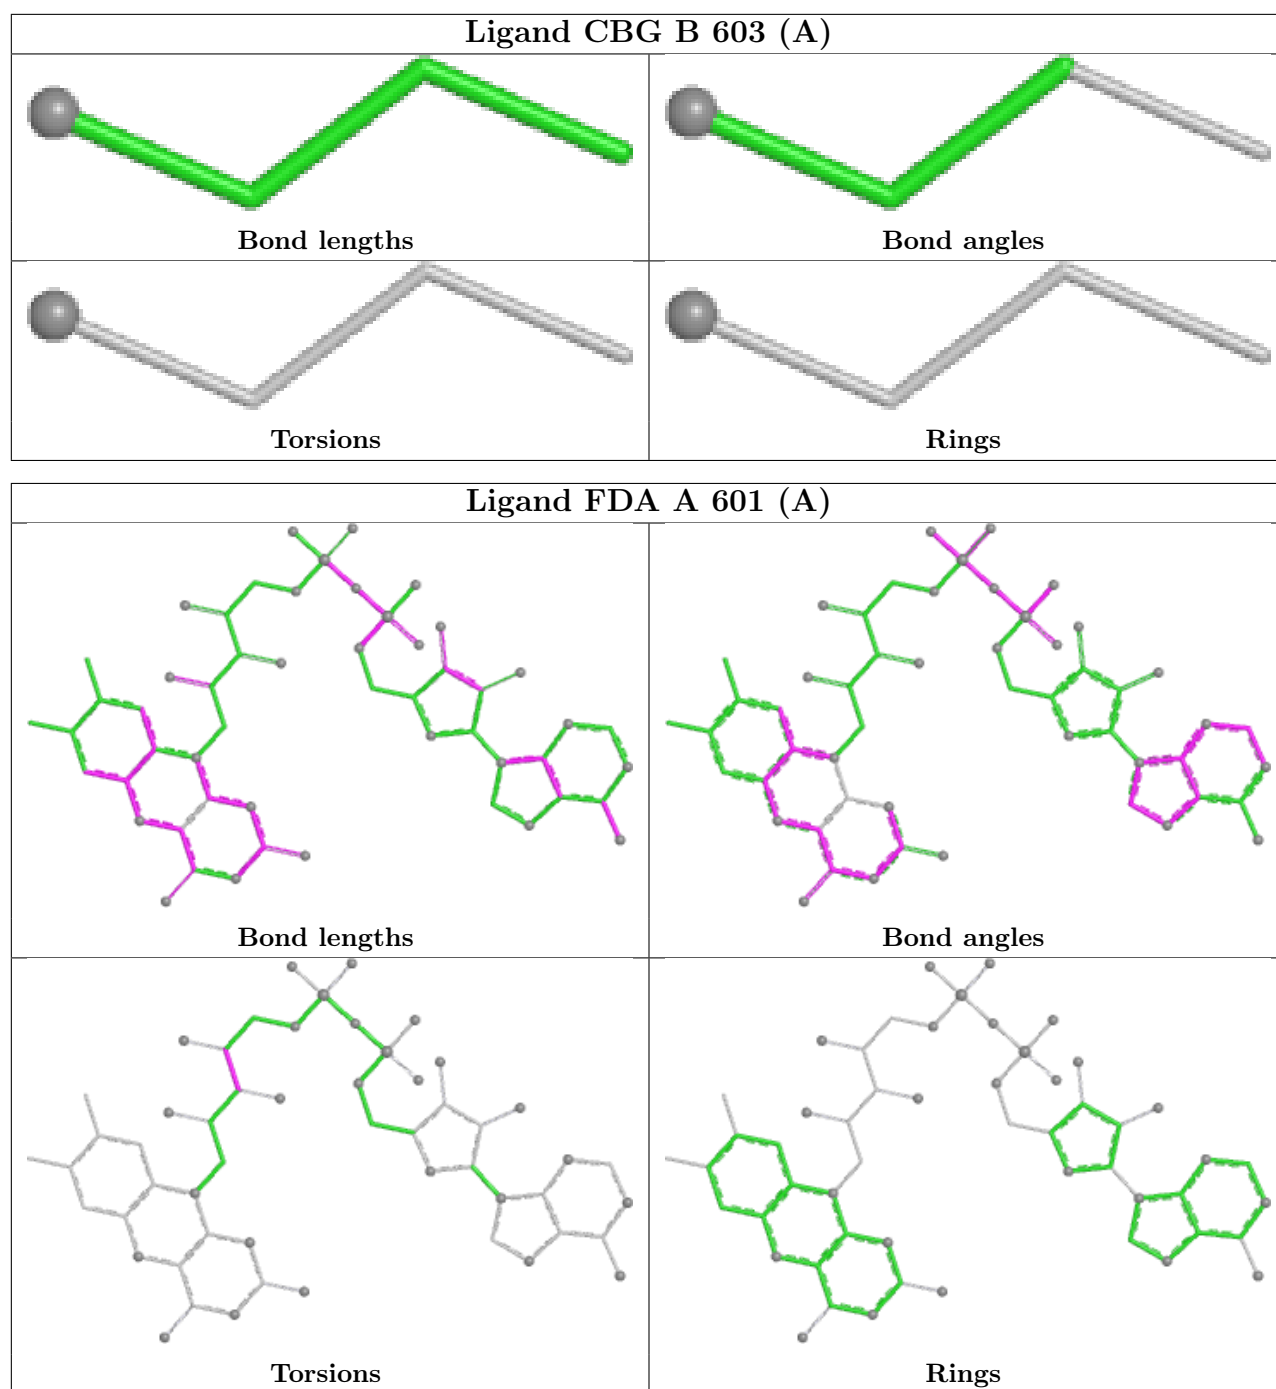 Ligand CBG B 603 (A)
Bond lengths
Bond angles
Torsions
Rings
Ligand FDA A 601 (A)
Bond lengths
Bond angles
Torsions
Rings